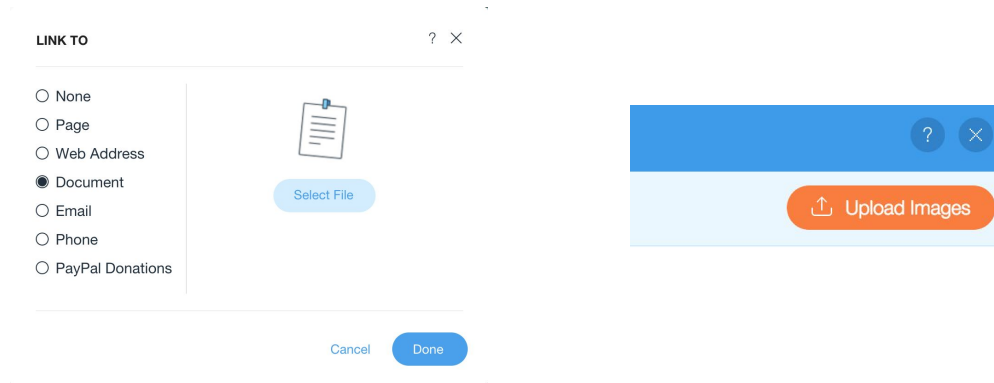 LINK TO ?
None
Page
Web Address
Document
Email
Phone
PayPal Donations
Select File
Cancel Done
?
Upload Images